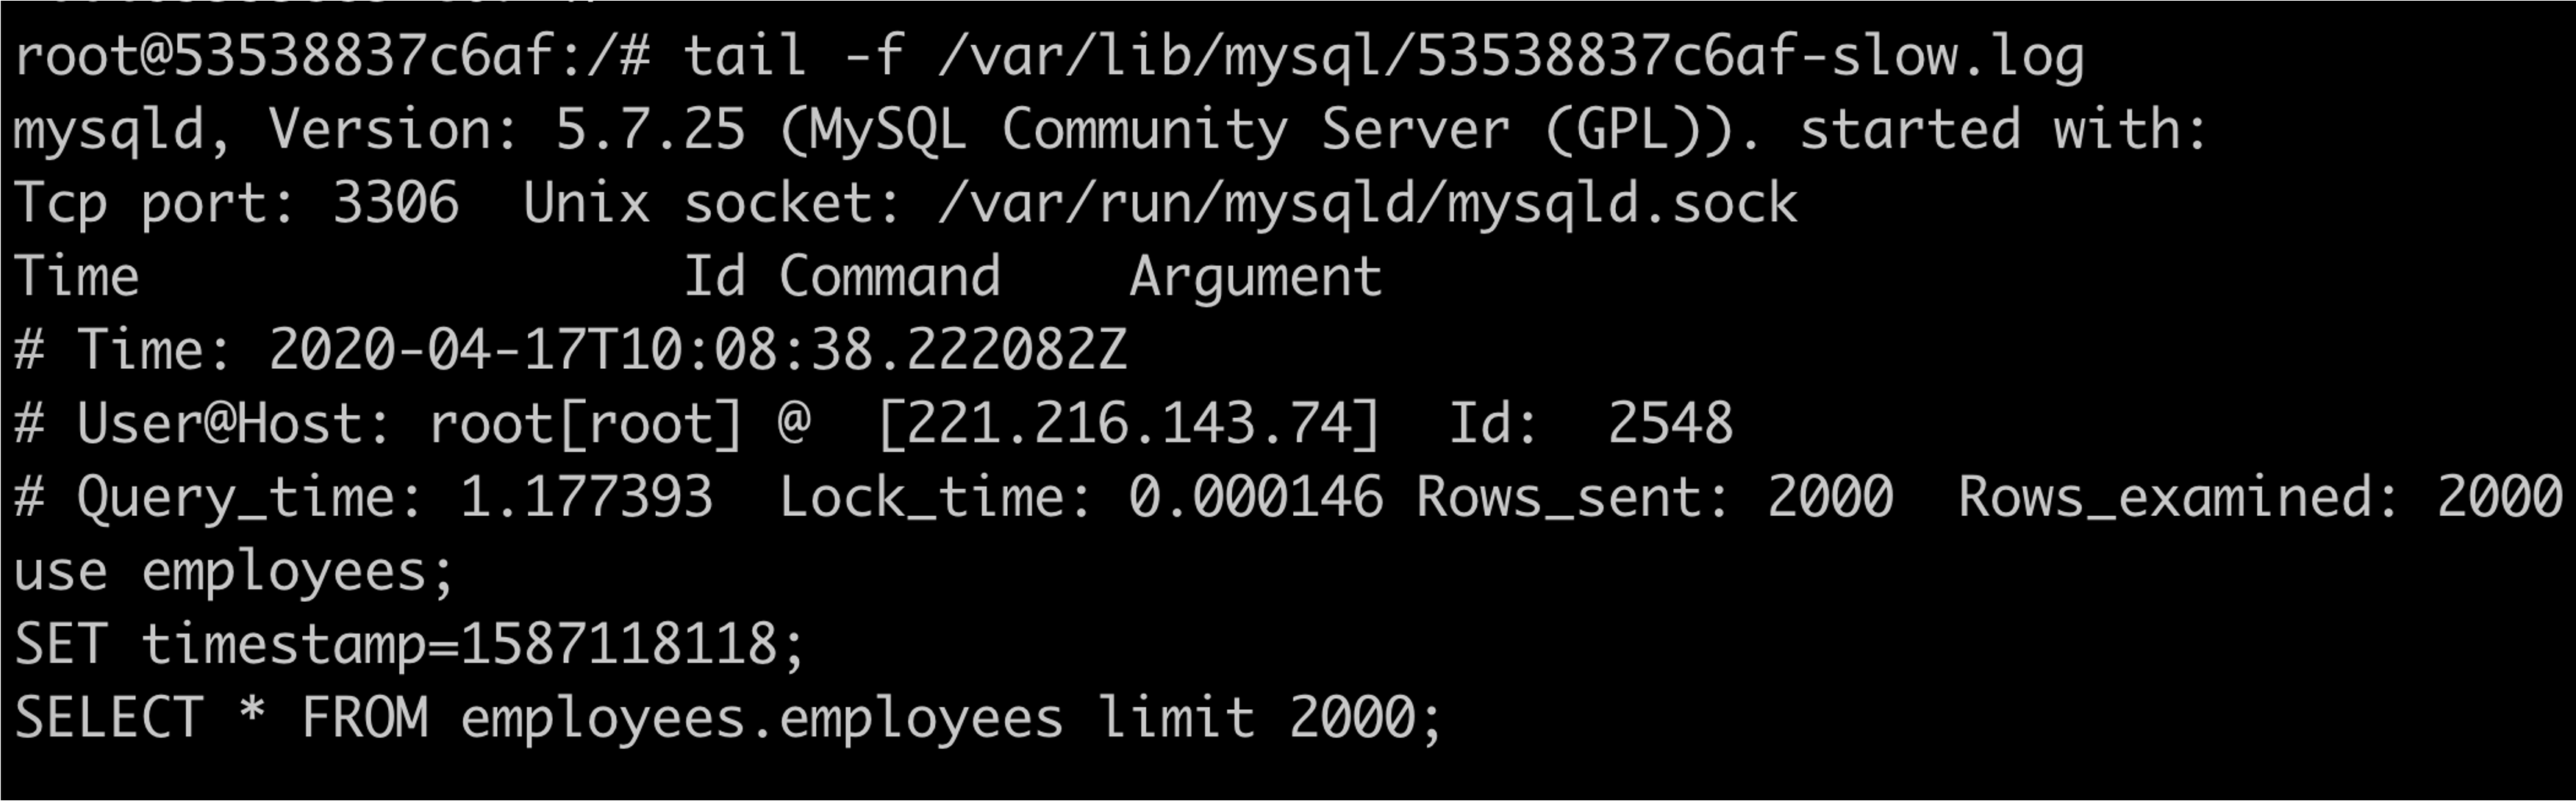 root@53538837c6af:/# tail -f /var/lib/mysql/53538837c6af-slow.log
mysqld, Version: 5.7.25 (MySQL Community Server (GPL)). started with:
Tcp port: 3306  Unix socket: /var/run/mysqld/mysqld.sock
Time                 Id Command    Argument
# Time: 2020-04-17T10:08:38.222082Z
# User@Host: root[root] @  [221.216.143.74]  Id:  2548
# Query_time: 1.177393  Lock_time: 0.000146 Rows_sent: 2000  Rows_examined: 2000
use employees;
SET timestamp=1587118118;
SELECT * FROM employees.employees limit 2000;